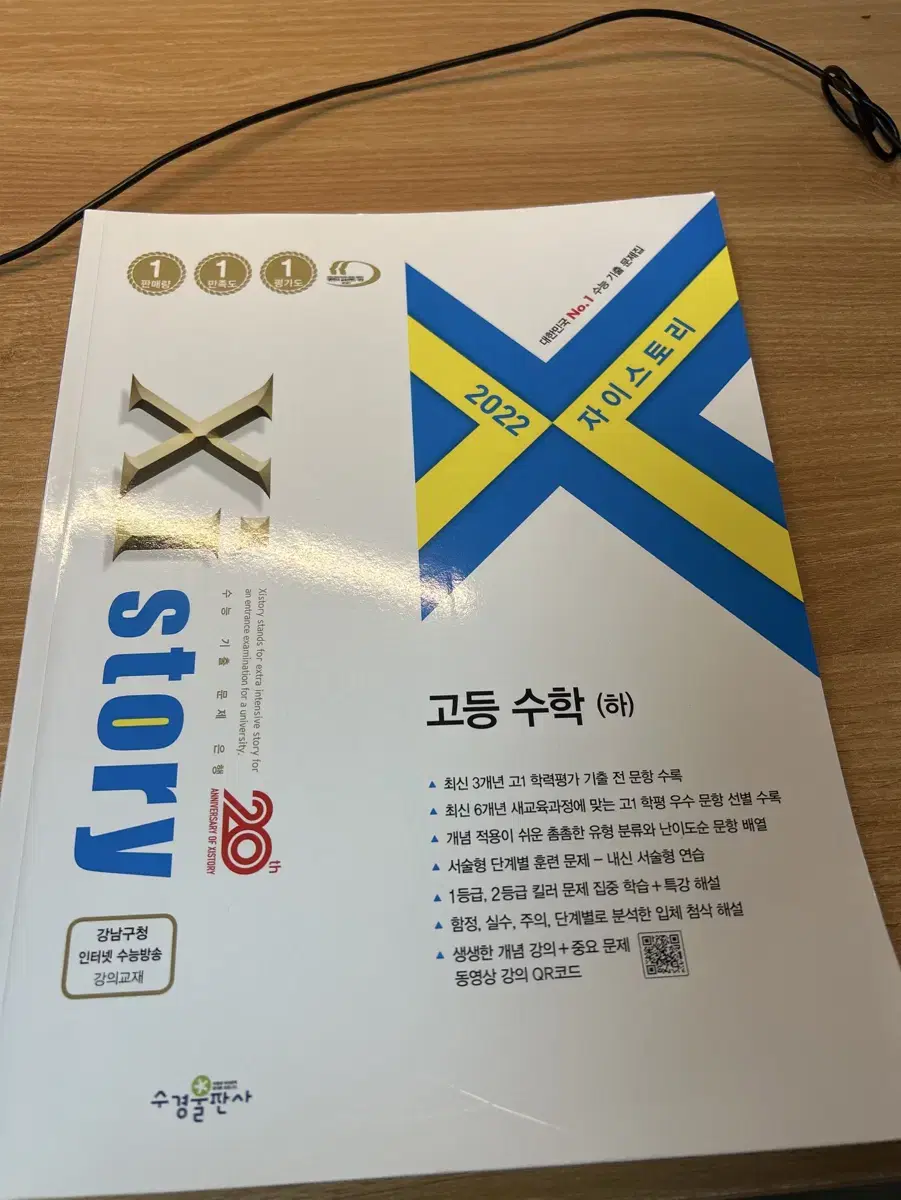 1
판매량
1
만족도
1
평가도
대한민국 No.1 수능 기출 문제집
2022
자이스토리
Xi story
Xistory stands for extra intensive story for
an entrance examination for a university.
수능 기출 문제 은행
20th
ANNIVERSARY OF XISTORY
고등 수학 (하)
▲ 최신 3개년 고1 학력평가 기출 전 문항 수록
▲ 최신 6개년 새교육과정에 맞는 고1 학평 우수 문항 선별 수록
▲ 개념 적용이 쉬운 촘촘한 유형 분류와 난이도순 문항 배열
▲ 서술형 단계별 훈련 문제 – 내신 서술형 연습
▲ 1등급, 2등급 킬러 문제 집중 학습 + 특강 해설
▲ 함정, 실수, 주의, 단계별로 분석한 입체 첨삭 해설
▲ 생생한 개념 강의 + 중요 문제
동영상 강의 QR코드
강남구청
인터넷 수능방송
강의교재
수경출판사